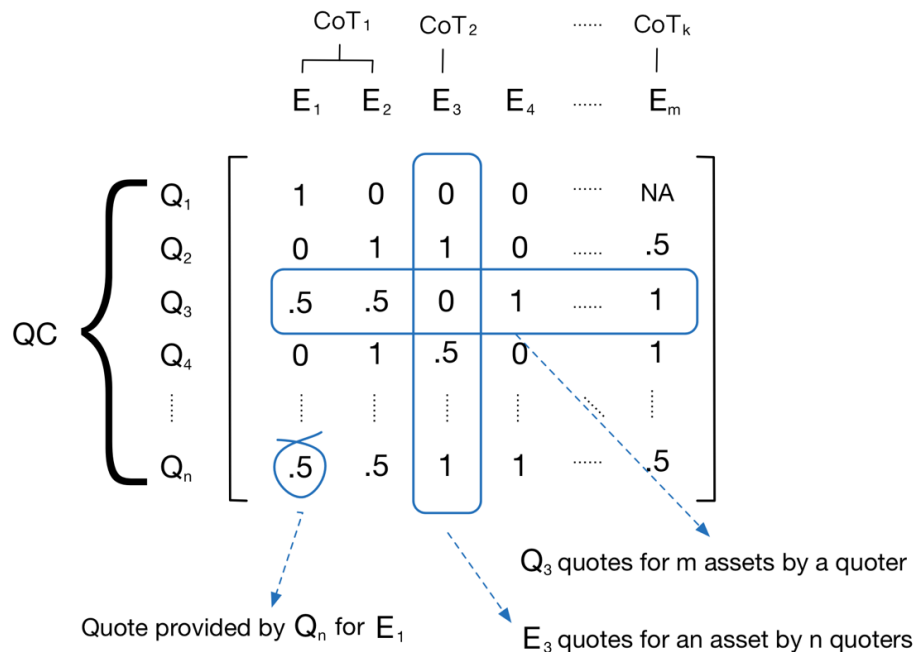 CoT₁ CoT₂ ...... CoTₖ
E₁ E₂ E₃ E₄ ...... Eₘ
Q₁ 1 0 0 0 ...... NA
Q₂ 0 1 1 0 ...... .5
QC Q₃ .5 .5 0 1 ...... 1
Q₄ 0 1 .5 0 1
...... ...... ...... ...... ...... ...... ......
Qₙ .5 .5 1 1 ...... .5
Q₃ quotes for m assets by a quoter
Quote provided by Qₙ for E₁
E₃ quotes for an asset by n quoters